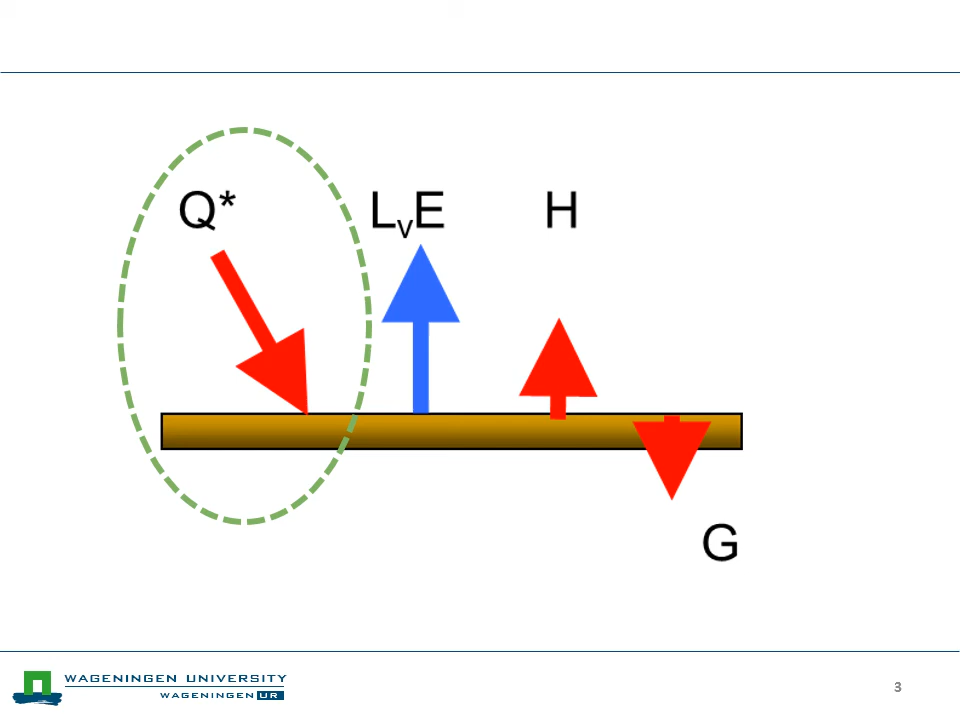 Q* LvE H
G
WAGENINGEN UNIVERSITY
WAGENINGEN UR
3